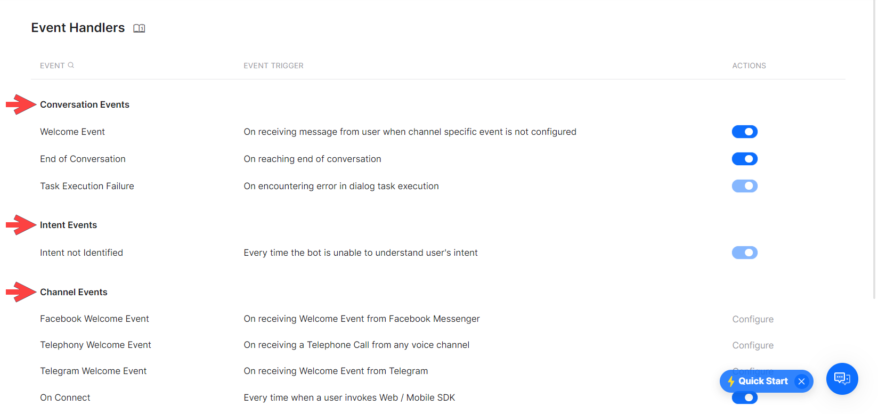 Event Handlers
EVENT EVENT TRIGGER ACTIONS
Conversation Events
Welcome Event On receiving message from user when channel specific event is not configured
End of Conversation On reaching end of conversation
Task Execution Failure On encountering error in dialog task execution
Intent Events
Intent not Identified Every time the bot is unable to understand user's intent
Channel Events
Facebook Welcome Event On receiving Welcome Event from Facebook Messenger Configure
Telephony Welcome Event On receiving a Telephone Call from any voice channel Configure
Telegram Welcome Event On receiving Welcome Event from Telegram
Quick Start
On Connect Every time when a user invokes Web / Mobile SDK